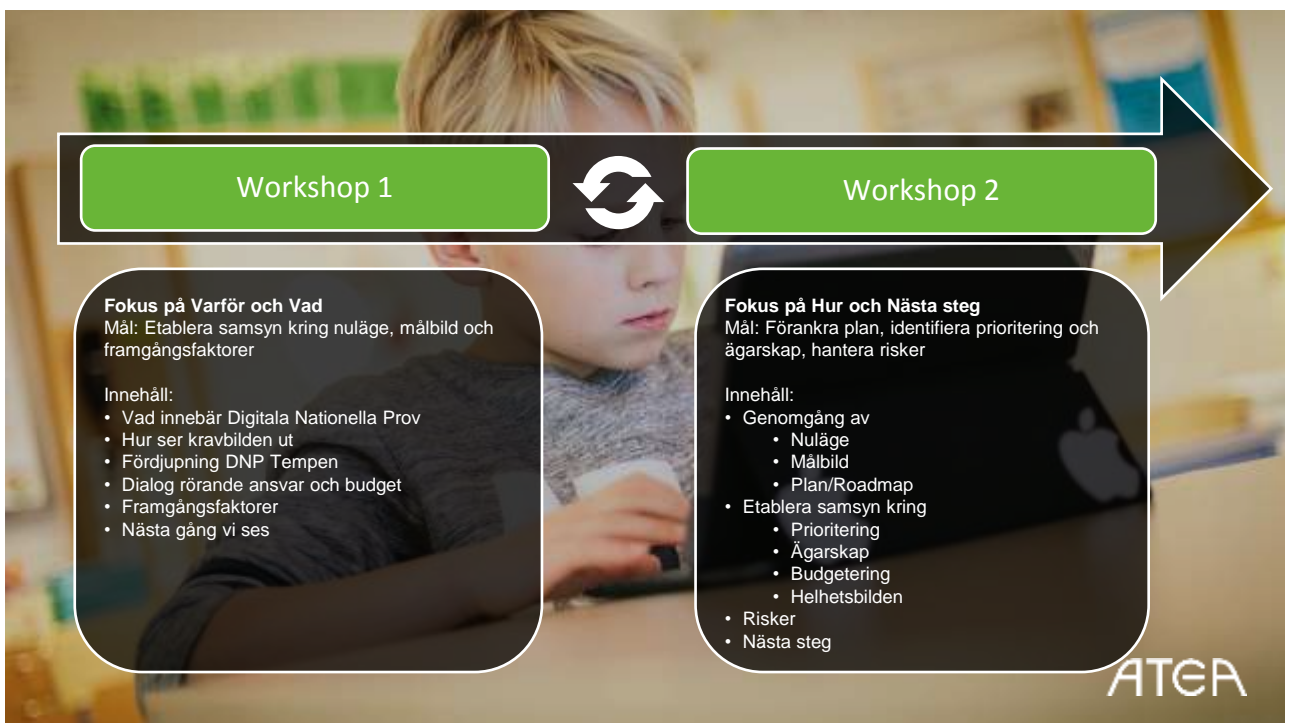 Workshop 1
Workshop 2
Fokus på Varför och Vad
Mål: Etablera samsyn kring nuläge, målbild och
framgångsfaktorer
Innehåll:
• Vad innebär Digitala Nationella Prov
• Hur ser kravbilden ut
• Fördjupning DNP Tempen
• Dialog rörande ansvar och budget
• Framgångsfaktorer
• Nästa gång vi ses
Fokus på Hur och Nästa steg
Mål: Förankra plan, identifiera prioritering och
ägarskap, hantera risker
Innehåll:
• Genomgång av
• Nuläge
• Målbild
• Plan/Roadmap
• Etablera samsyn kring
• Prioritering
• Ägarskap
• Budgetering
• Helhetsbilden
• Risker
• Nästa steg
ATEA